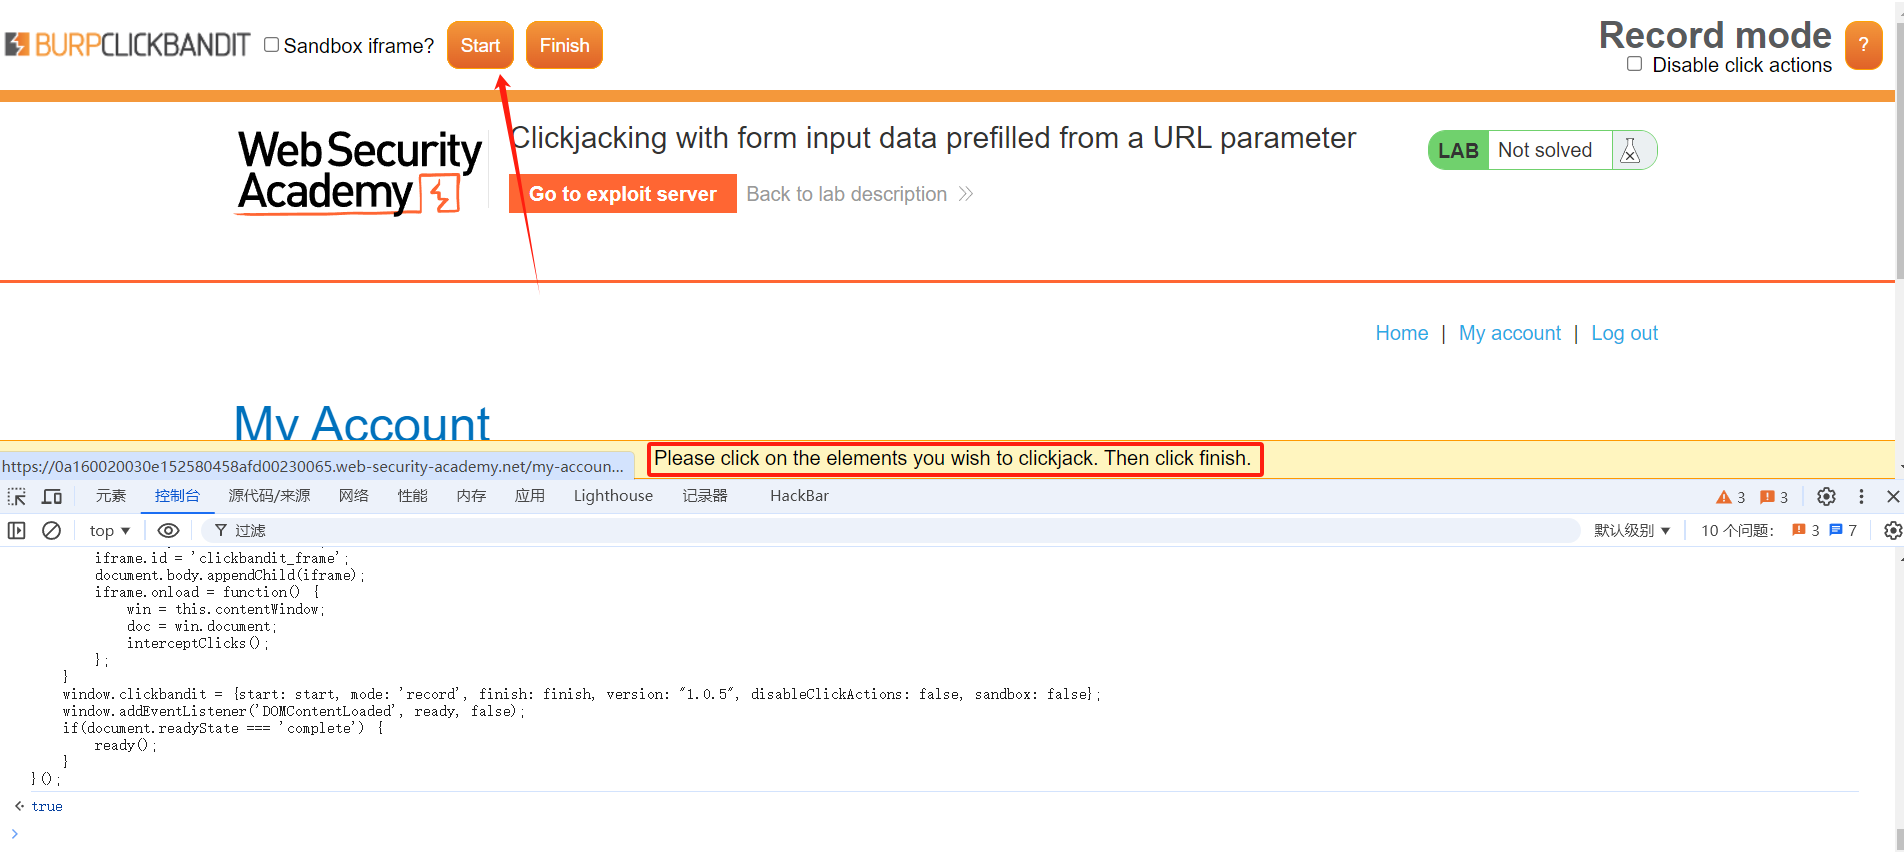 BURPCLICKBANDIT Sandbox iframe? Start Finish
Record mode
Disable click actions
?
Web Security
Academy
Clickjacking with form input data prefilled from a URL parameter
Go to exploit server Back to lab description
LAB Not solved
Home | My account | Log out
My Account
https://0a160020030e152580458afd00230065.web-security-academy.net/my-accoun...
Please click on the elements you wish to clickjack. Then click finish.
元素 控制台 源代码/来源 网络 性能 内存 应用 Lighthouse 记录器 HackBar 3 3
top 过滤 默认级别 10 个问题: 3 7
iframe.id = 'clickbandit_frame';
document.body.appendChild(iframe);
iframe.onload = function() {
win = this.contentWindow;
doc = win.document;
interceptClicks();
};
}
window.clickbandit = {start: start, mode: 'record', finish: finish, version: "1.0.5", disableClickActions: false, sandbox: false};
window.addEventListener('DOMContentLoaded', ready, false);
if(document.readyState === 'complete') {
ready();
}
}();
true